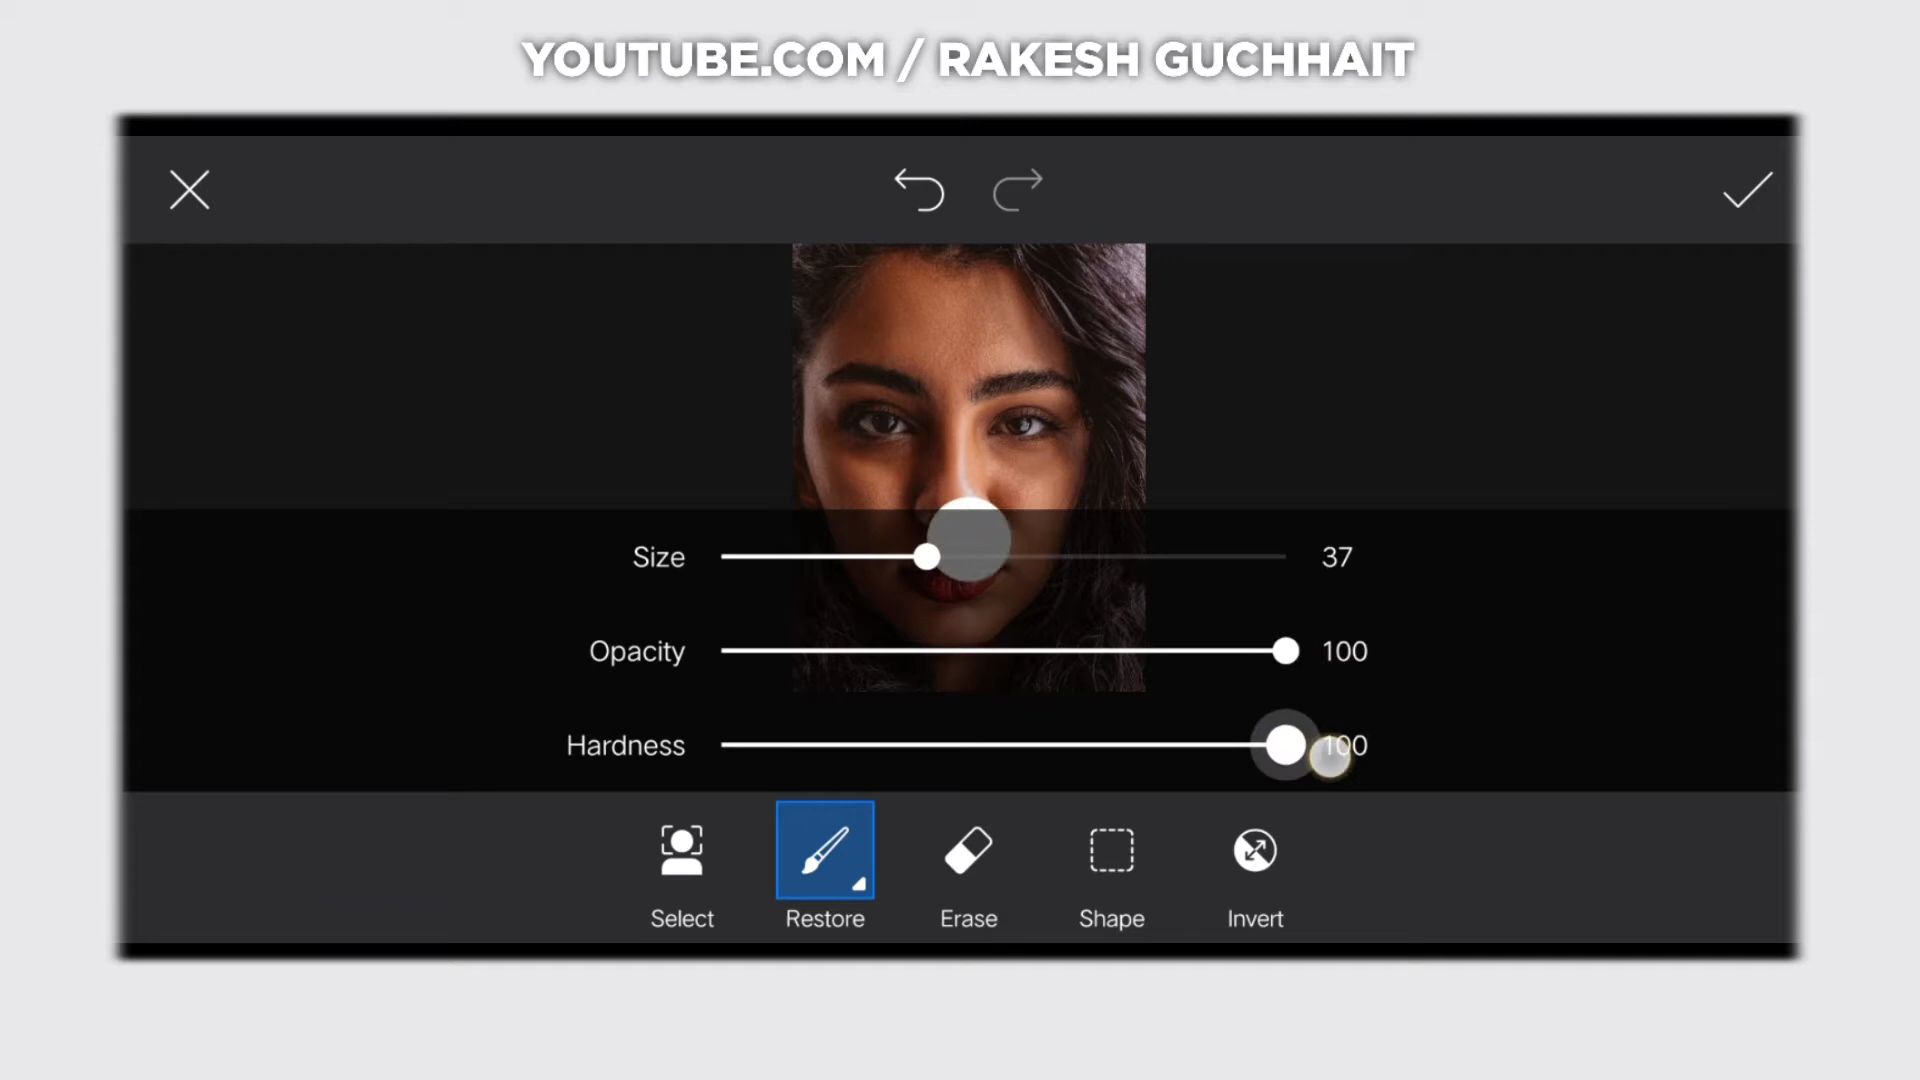 YOUTUBE.COM / RAKESH GUCHHAIT
Size 37
Opacity 100
Hardness 100
Select Restore Erase Shape Invert